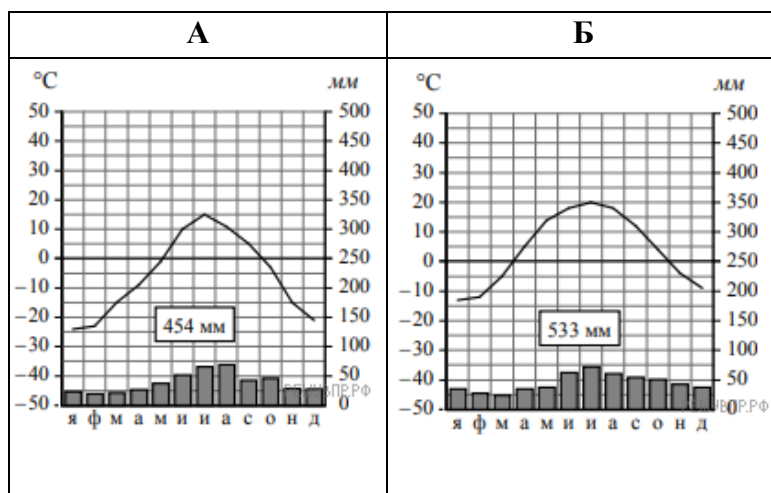 А Б
°C мм °C мм
50 500 50 500
40 450 40 450
30 400 30 400
20 350 20 350
10 300 10 300
0 250 0 250
–10 200 –10 200
–20 150 –20 150
454 мм 533 мм
–30 100 –30 100
–40 50 –40 50
–50 0 –50 0
я ф м а м и и а с о н д я ф м а м и и а с о н д